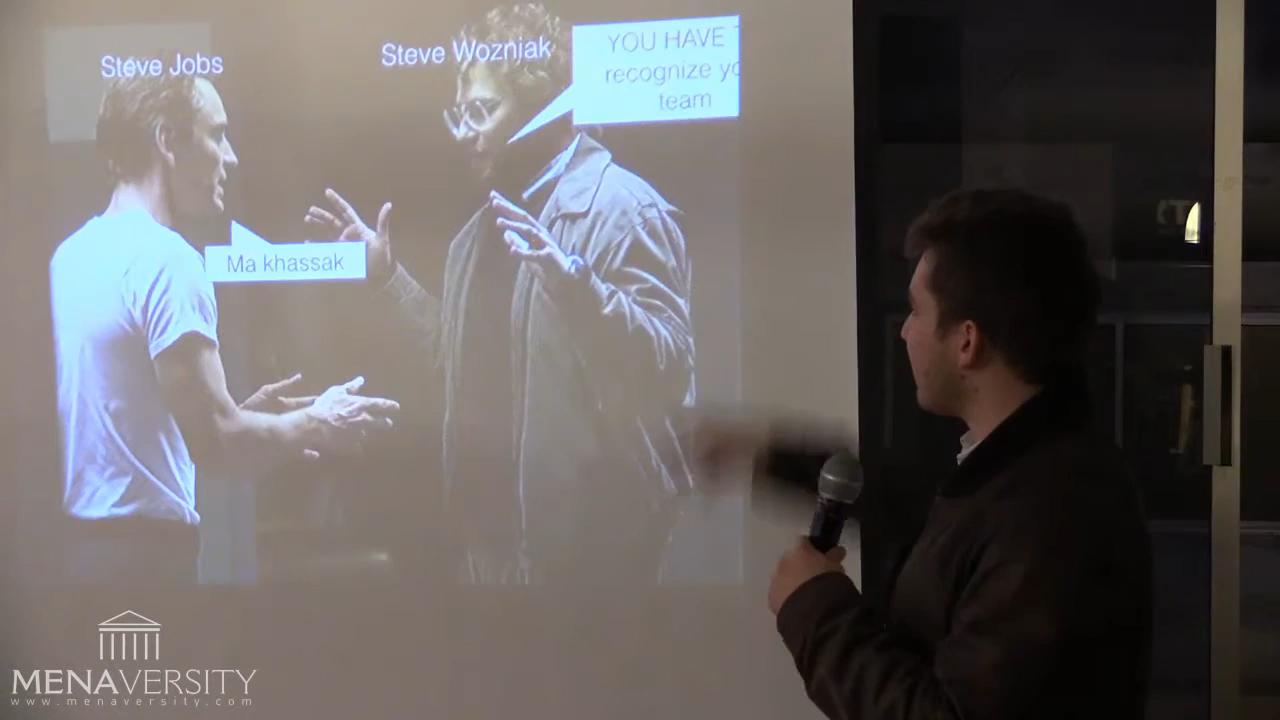 Steve Jobs
Steve Wozniak
YOU HAVE
recognize
team
Ma khassak
MENAVERSITY
www.menaversity.com